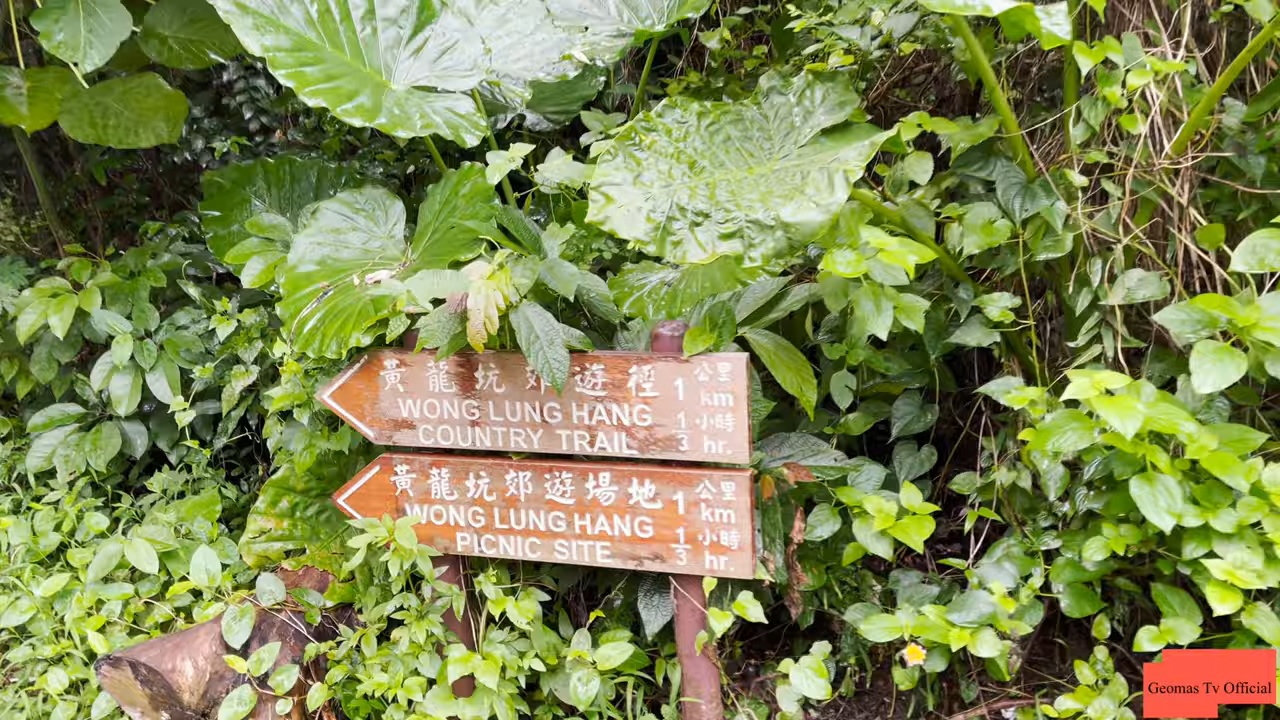 黃龍坑郊遊徑 1 公里 km
WONG LUNG HANG 1/3 小時 hr.
COUNTRY TRAIL
黃龍坑郊遊場地 1 公里 km
WONG LUNG HANG 1/3 小時 hr.
PICNIC SITE
Geomas Tv Official